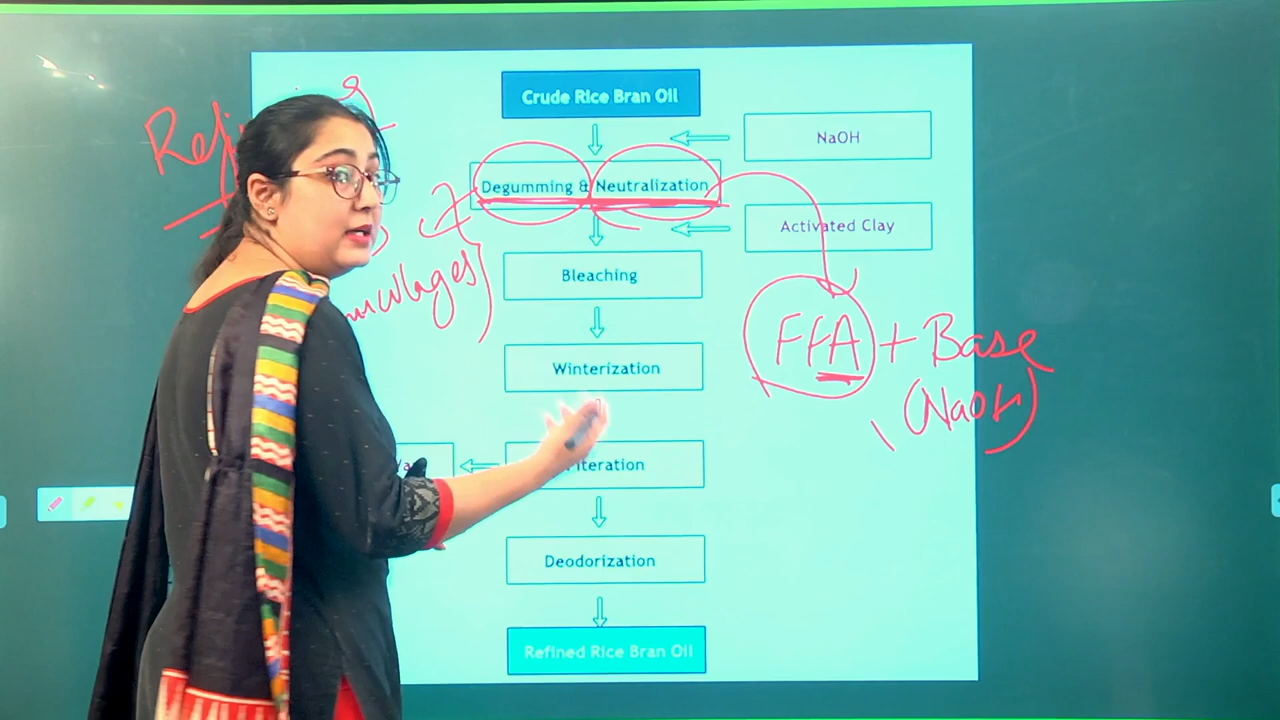 Crude Rice Bran Oil
NaOH
Degumming & Neutralization
Activated Clay
Bleaching
FFA + Base
(NaOH)
Winterization
Deodorization
Refined Rice Bran Oil